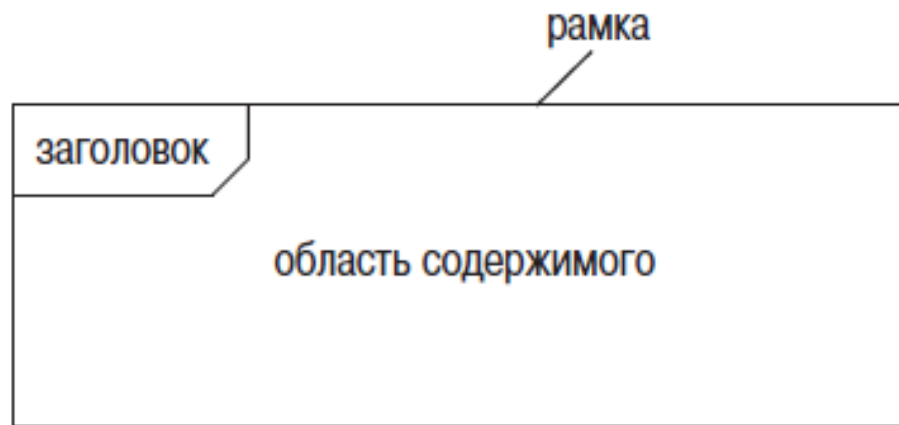 рамка
заголовок
область содержимого